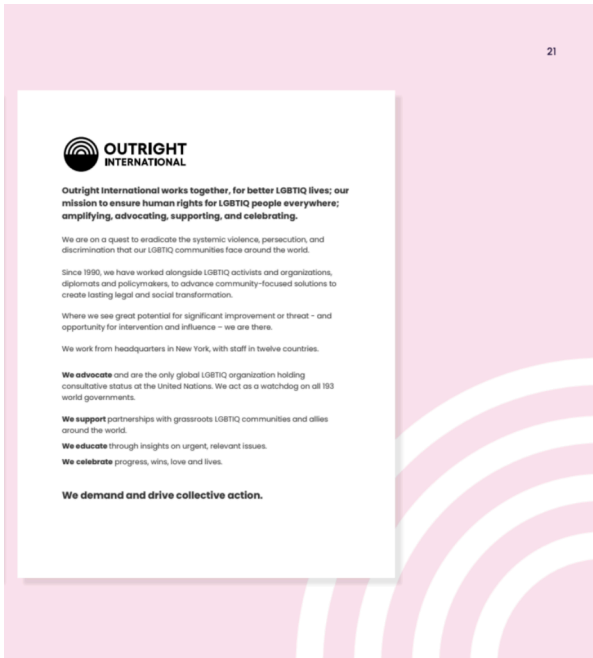 21
OUTRIGHT
INTERNATIONAL
Outright International works together, for better LGBTIQ lives; our
mission to ensure human rights for LGBTIQ people everywhere;
amplifying, advocating, supporting, and celebrating.
We are on a quest to eradicate the systemic violence, persecution, and
discrimination that our LGBTIQ communities face around the world.
Since 1990, we have worked alongside LGBTIQ activists and organizations,
diplomats and policymakers, to advance community-focused solutions to
create lasting legal and social transformation.
Where we see great potential for significant improvement or threat - and
opportunity for intervention and influence – we are there.
We work from headquarters in New York, with staff in twelve countries.
We advocate and are the only global LGBTIQ organization holding
consultative status at the United Nations. We act as a watchdog on all 193
world governments.
We support partnerships with grassroots LGBTIQ communities and allies
around the world.
We educate through insights on urgent, relevant issues.
We celebrate progress, wins, love and lives.
We demand and drive collective action.